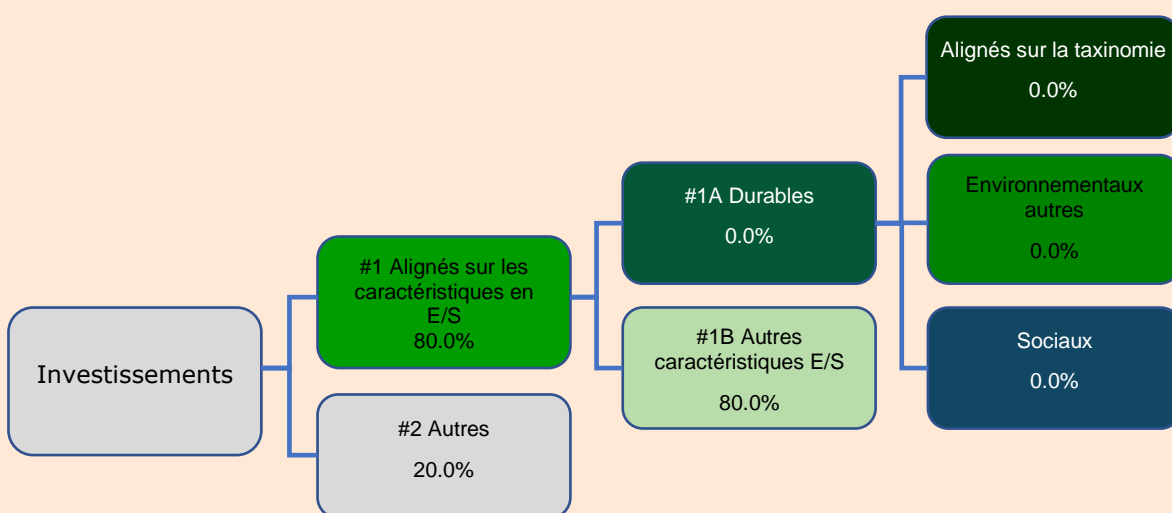 Investissements
#1 Alignés sur les
caractéristiques en
E/S
80.0%
#2 Autres
20.0%
#1A Durables
0.0%
#1B Autres
caractéristiques E/S
80.0%
Alignés sur la taxinomie
0.0%
Environnementaux
autres
0.0%
Sociaux
0.0%